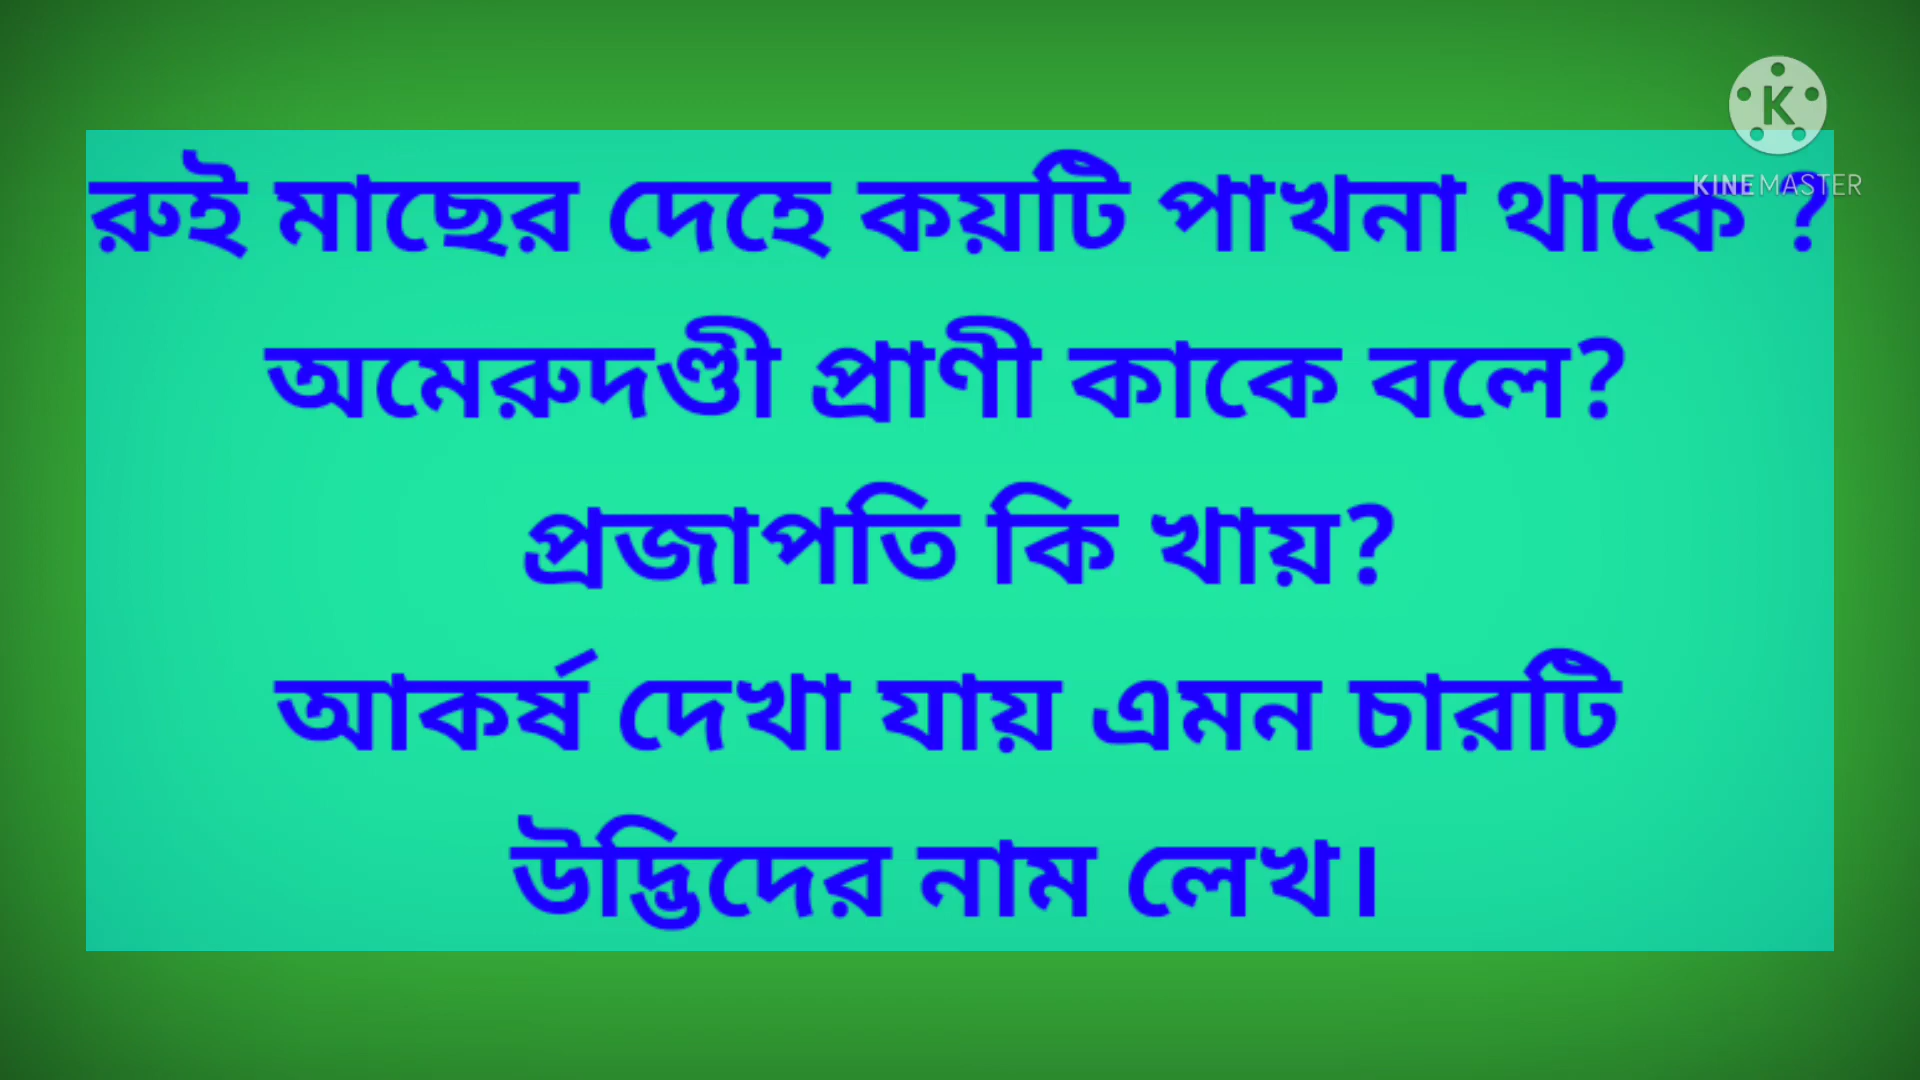 রুই মাছের দেহে কয়টি পাখনা থাকে ?
অমেরুদণ্ডী প্রাণী কাকে বলে?
প্রজাপতি কি খায়?
আকর্ষ দেখা যায় এমন চারটি
উদ্ভিদের নাম লেখ।
K
KINEMASTER